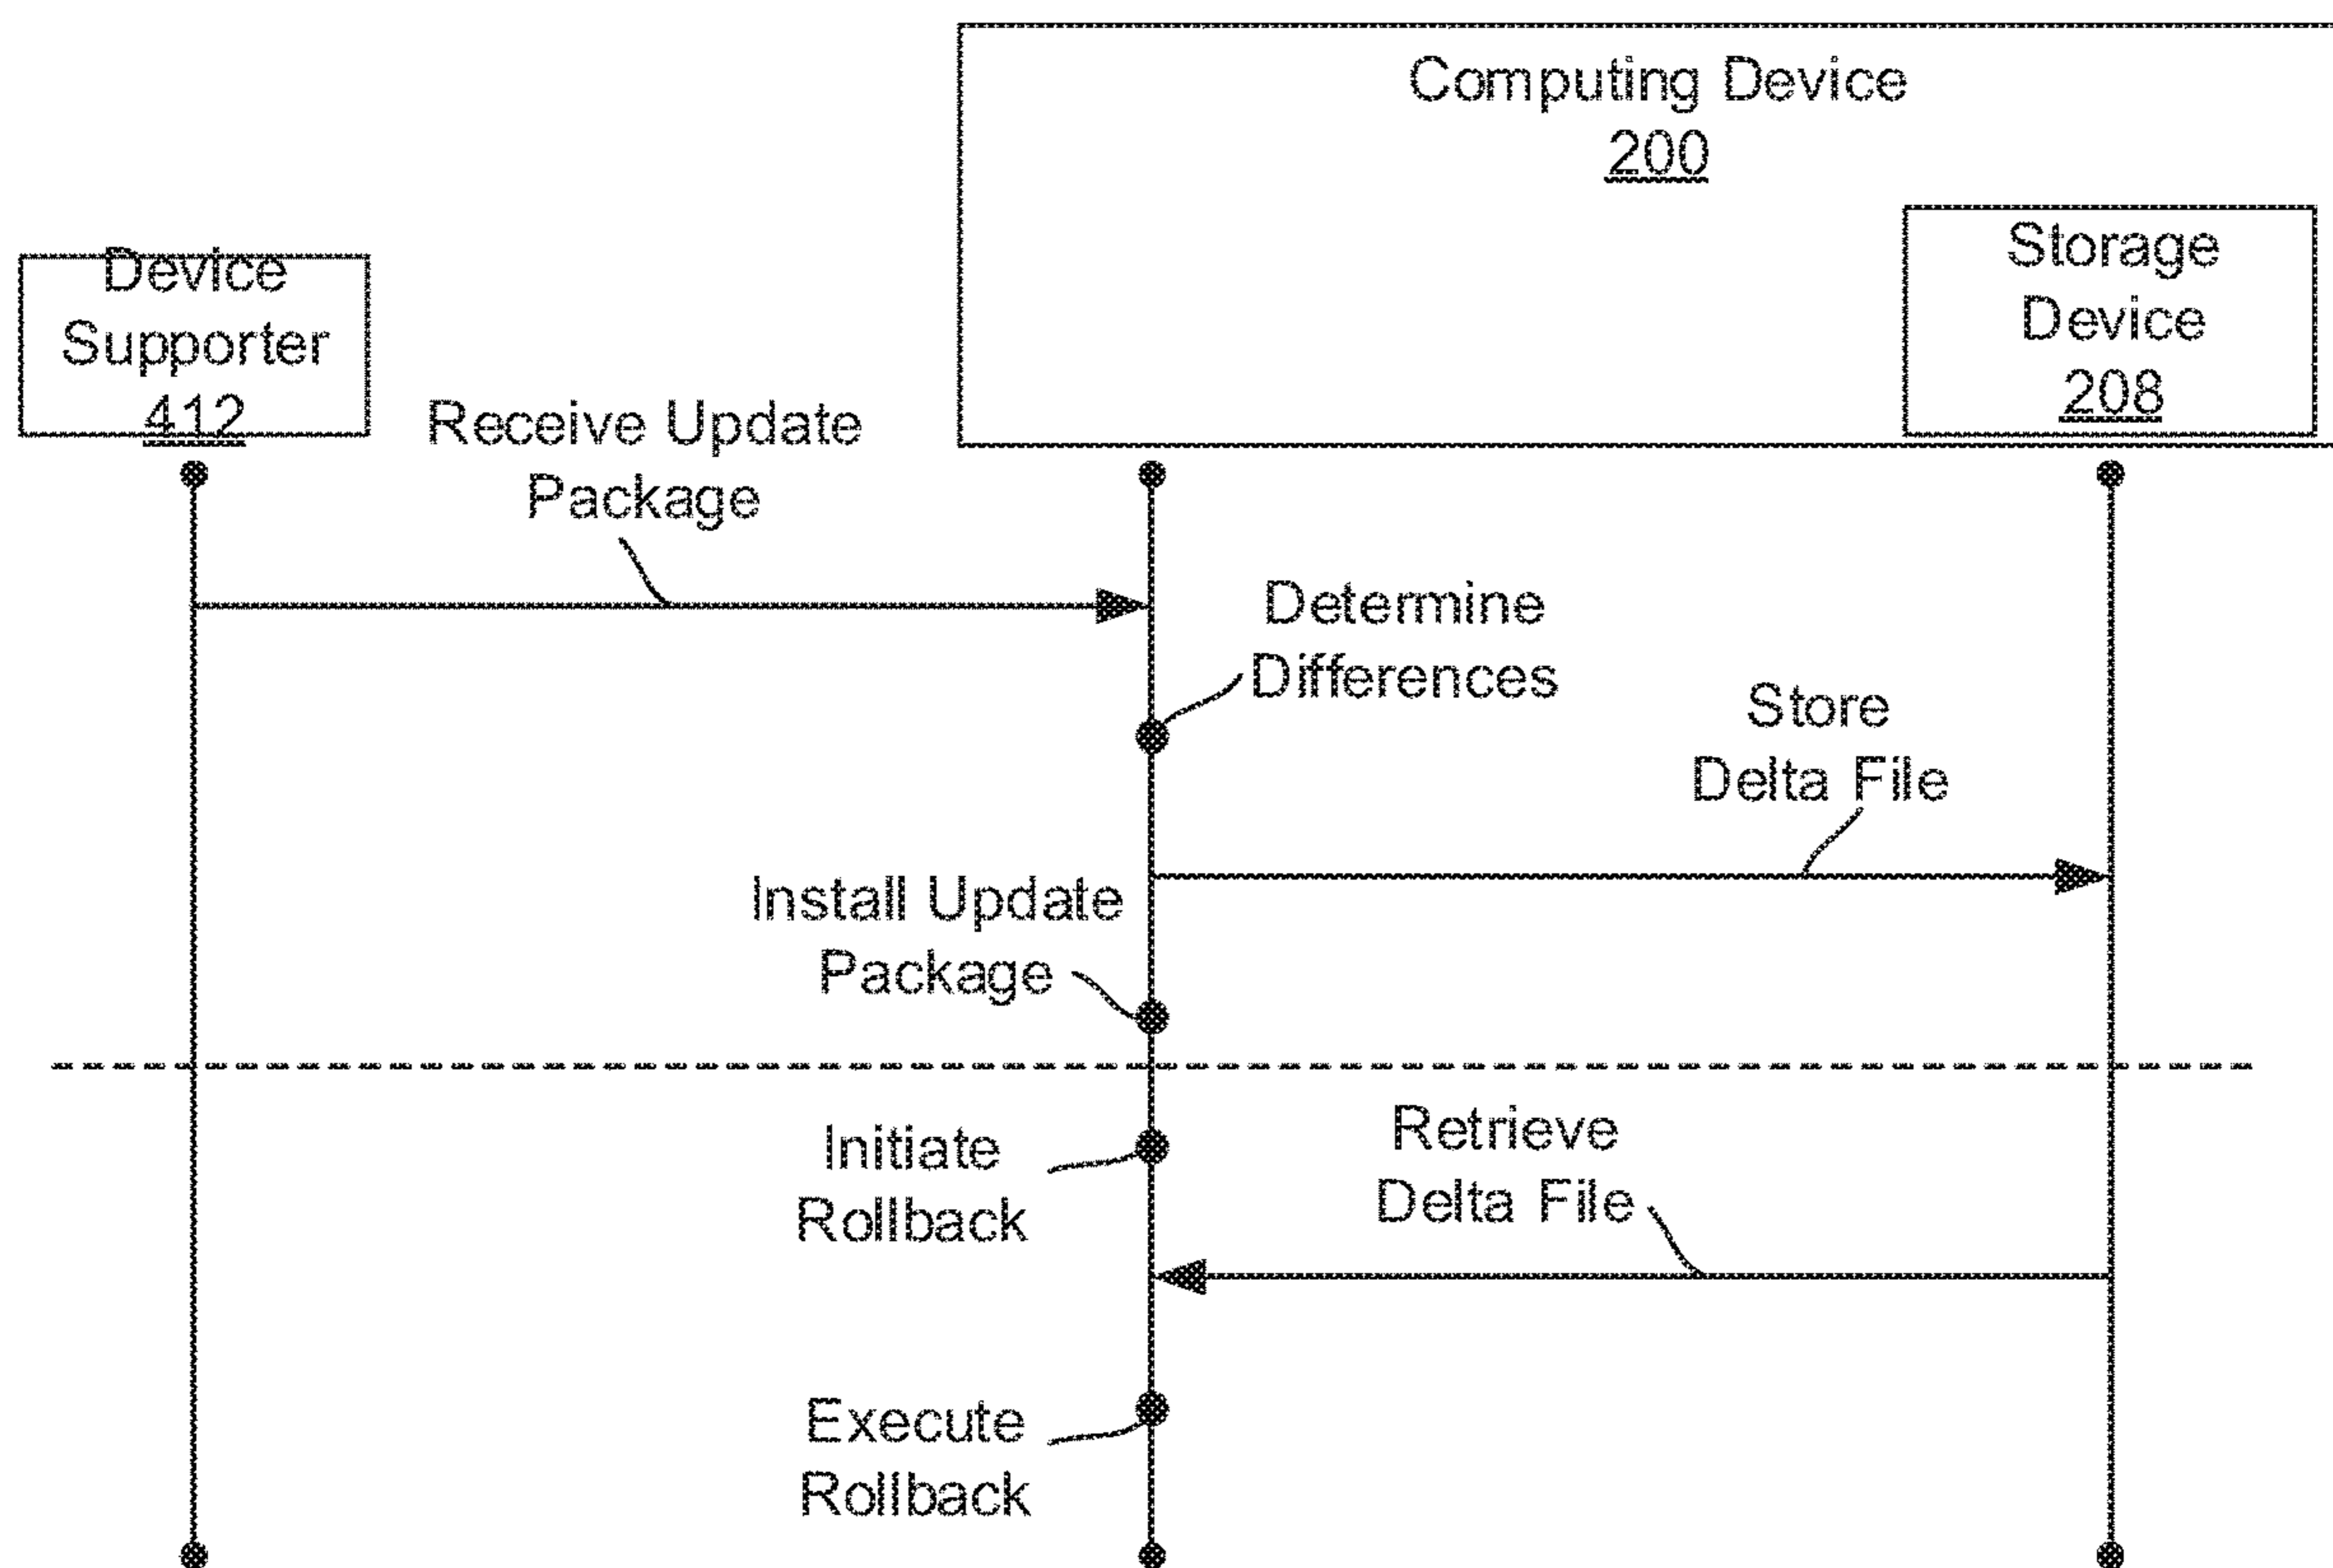 Computing Device
200
Storage
Device
208
Device
Supporter
412
Receive Update
Package
Determine
Differences
Store
Delta File
Install Update
Package
Initiate
Rollback
Retrieve
Delta File
Execute
Rollback